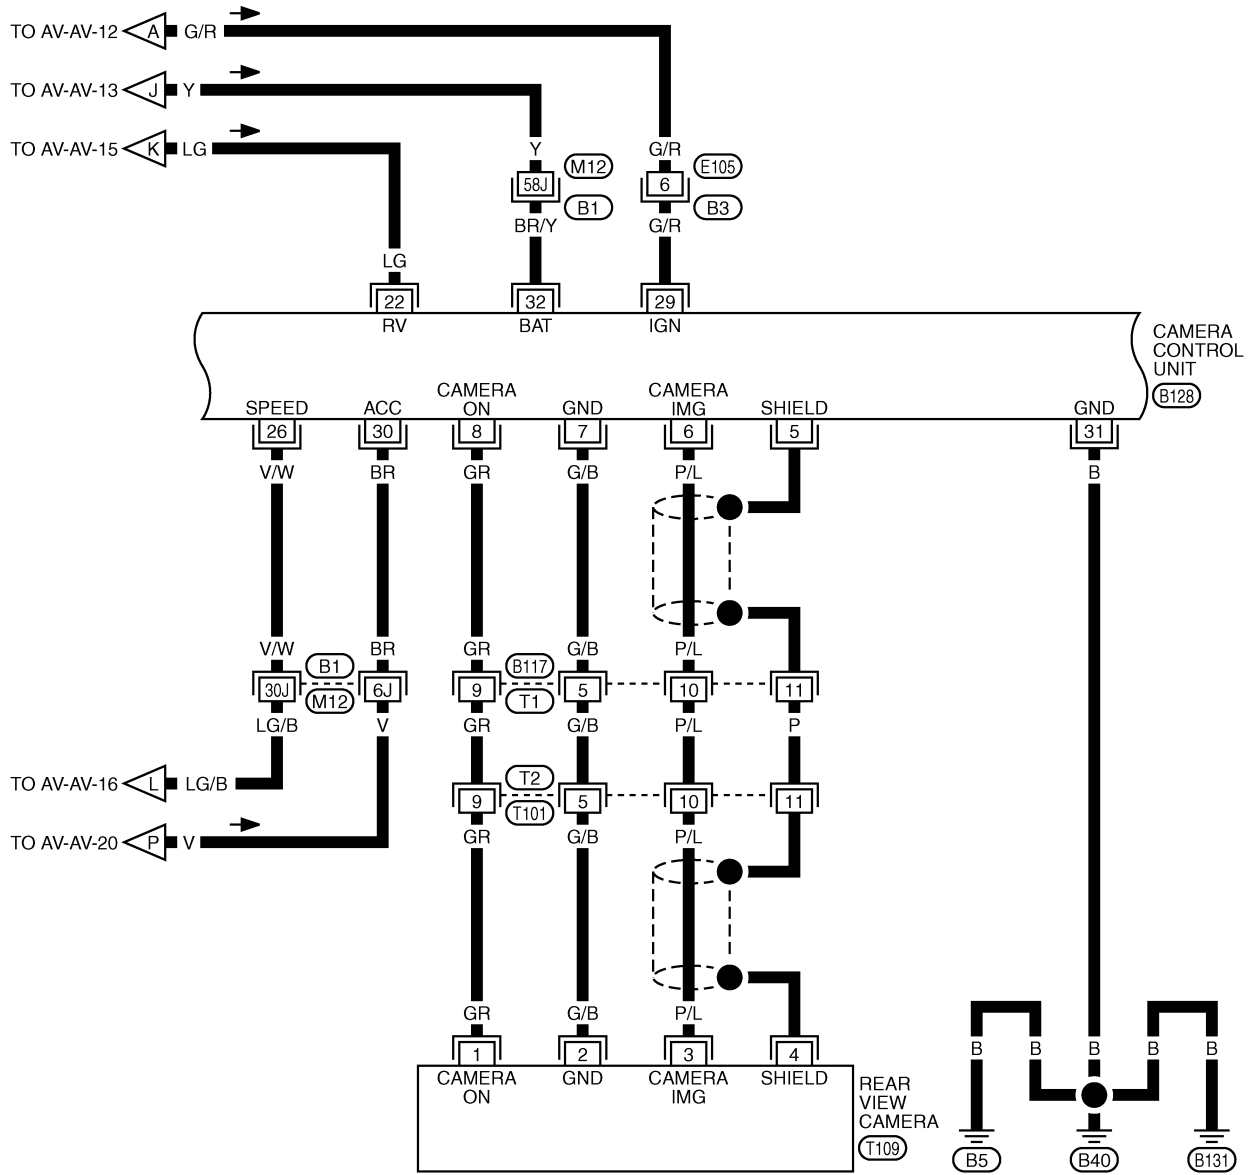 TO AV-AV-12 A G/R
TO AV-AV-13 J Y
TO AV-AV-15 K LG
Y G/R
58J M12 6 E105
B1 B3
BR/Y G/R
LG
22 32 29
RV BAT IGN
CAMERA
CONTROL
UNIT
B128
SPEED ACC CAMERA
ON GND CAMERA
IMG SHIELD GND
26 30 8 7 6 5 31
V/W BR GR G/B P/L B
V/W BR GR G/B P/L
B1 B117
30J 6J 9 5 10 11
M12 T1
LG/B V GR G/B P/L P
TO AV-AV-16 L LG/B
T2
9 5 10 11
T101
TO AV-AV-20 P V
GR G/B P/L
GR G/B P/L
1 2 3 4
CAMERA
ON GND CAMERA
IMG SHIELD
REAR
VIEW
CAMERA
T109
B B B B B
B5 B40 B131